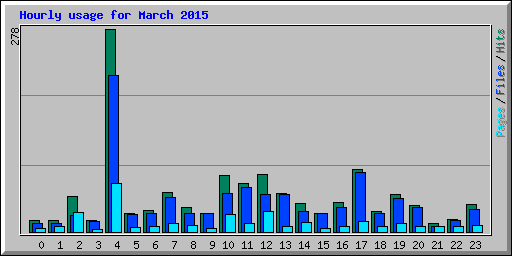 Hourly usage for March 2015
278
Pages/Files/Hits
0 1 2 3 4 5 6 7 8 9 10 11 12 13 14 15 16 17 18 19 20 21 22 23